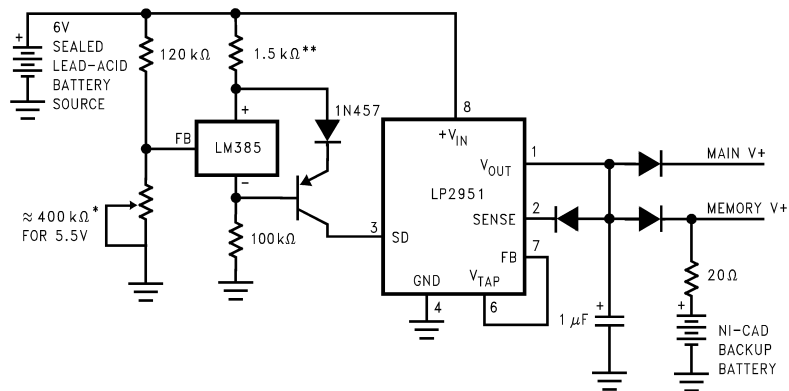 +
6V
SEALED
LEAD-ACID
BATTERY
SOURCE
120 kΩ
1.5 kΩ**
+
FB
LM385
−
1N457
≈ 400 kΩ*
FOR 5.5V
100kΩ
8
+VIN
VOUT
1
LP2951
SENSE
2
3
SD
7
FB
GND
VTAP
4
6
MAIN V+
MEMORY V+
20Ω
+
1 μF
+
NI-CAD
BACKUP
BATTERY